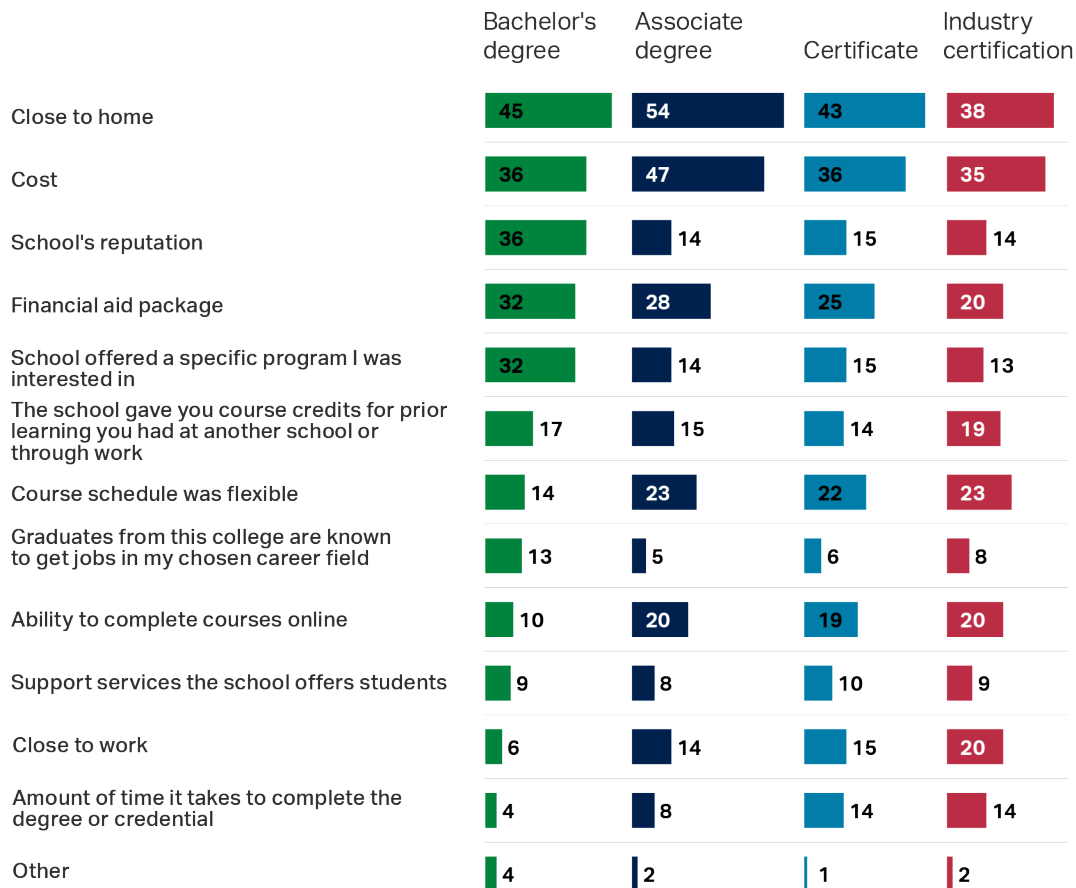 Bachelor's degree
Associate degree
Certificate
Industry certification
Close to home
45 54 43 38
Cost
36 47 36 35
School's reputation
36 14 15 14
Financial aid package
32 28 25 20
School offered a specific program I was
interested in
32 14 15 13
The school gave you course credits for prior
learning you had at another school or
through work
17 15 14 19
Course schedule was flexible
14 23 22 23
Graduates from this college are known
to get jobs in my chosen career field
13 5 6 8
Ability to complete courses online
10 20 19 20
Support services the school offers students
9 8 10 9
Close to work
6 14 15 20
Amount of time it takes to complete the
degree or credential
4 8 14 14
Other
4 2 1 2